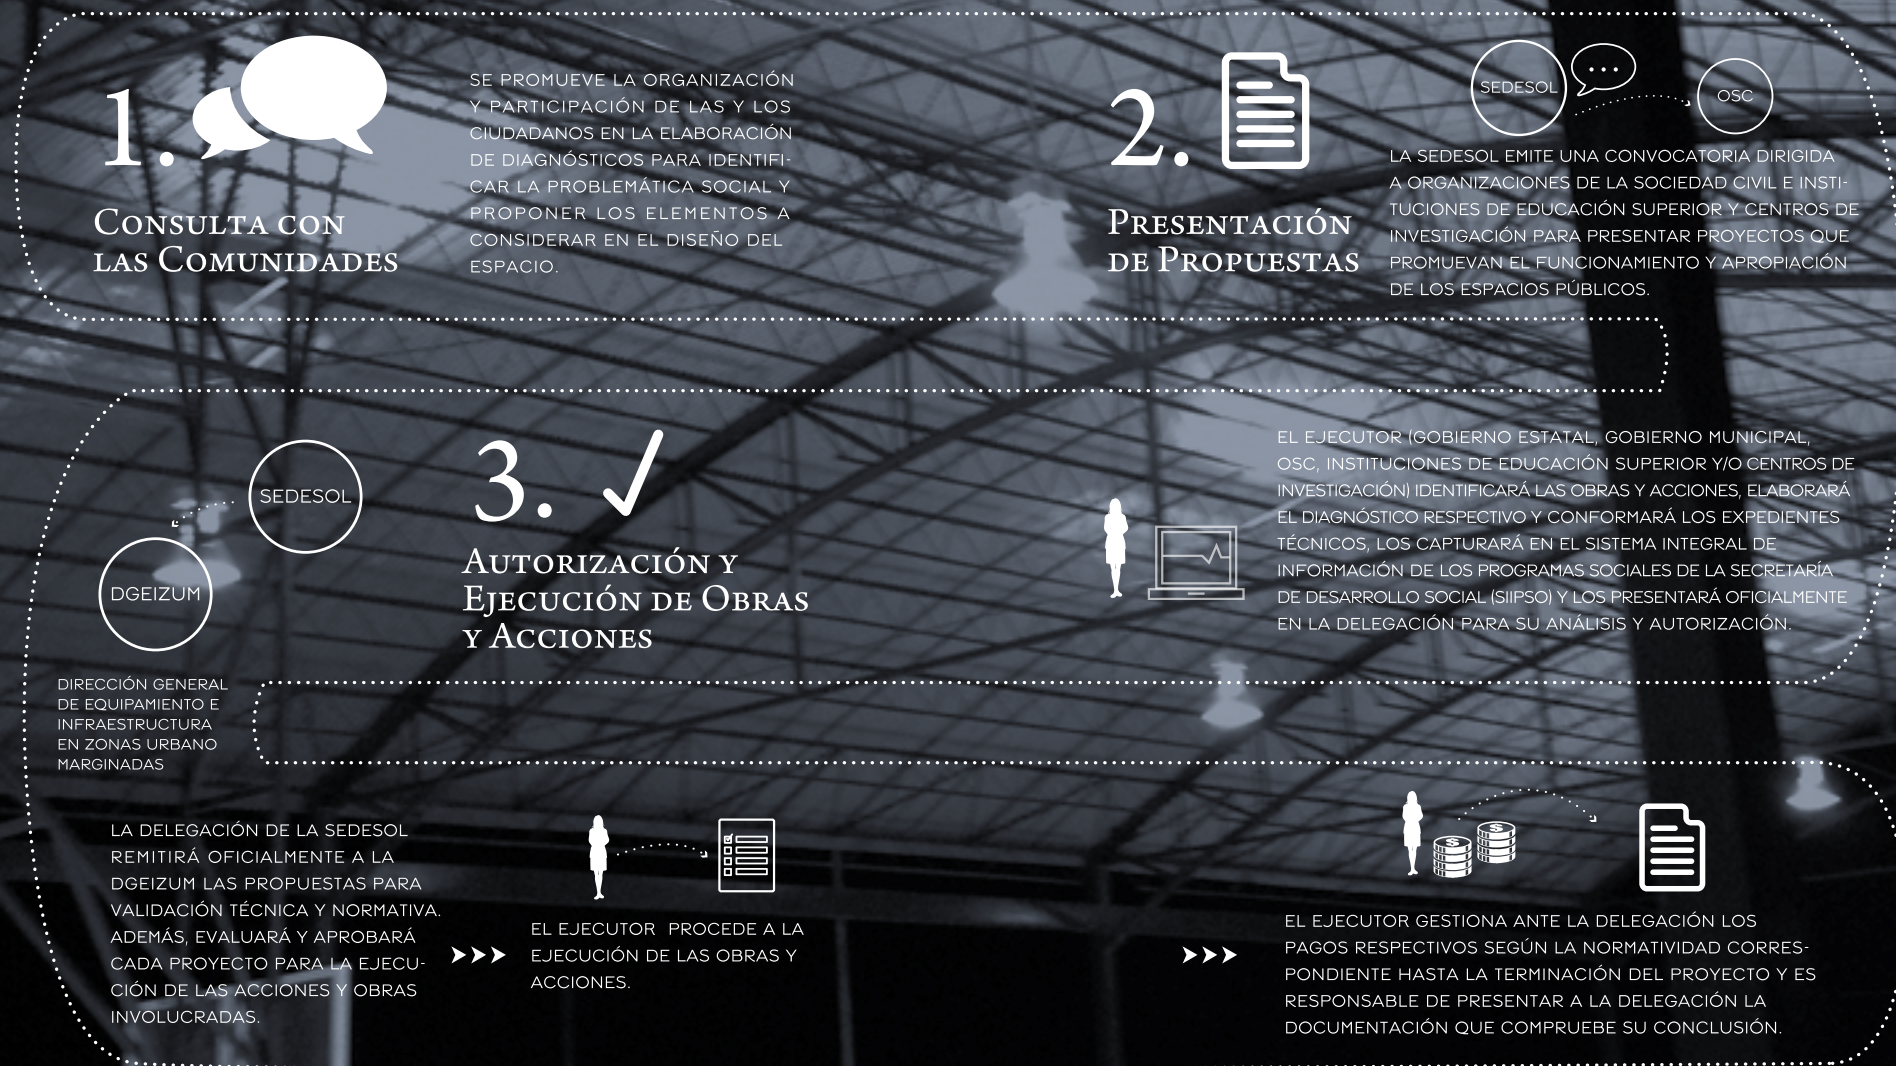 1.
CONSULTA CON
LAS COMUNIDADES
SE PROMUEVE LA ORGANIZACIÓN
Y PARTICIPACIÓN DE LAS Y LOS
CIUDADANOS EN LA ELABORACIÓN
DE DIAGNÓSTICOS PARA IDENTIFI-
CAR LA PROBLEMÁTICA SOCIAL Y
PROPONER LOS ELEMENTOS A
CONSIDERAR EN EL DISEÑO DEL
ESPACIO.
2.
PRESENTACIÓN
DE PROPUESTAS
SEDESOL
OSC
LA SEDESOL EMITE UNA CONVOCATORIA DIRIGIDA
A ORGANIZACIONES DE LA SOCIEDAD CIVIL E INSTI-
TUCIONES DE EDUCACIÓN SUPERIOR Y CENTROS DE
INVESTIGACIÓN PARA PRESENTAR PROYECTOS QUE
PROMUEVAN EL FUNCIONAMIENTO Y APROPIACIÓN
DE LOS ESPACIOS PÚBLICOS.
EL EJECUTOR (GOBIERNO ESTATAL, GOBIERNO MUNICIPAL,
OSC, INSTITUCIONES DE EDUCACIÓN SUPERIOR Y/O CENTROS DE
INVESTIGACIÓN) IDENTIFICARÁ LAS OBRAS Y ACCIONES, ELABORARÁ
EL DIAGNÓSTICO RESPECTIVO Y CONFORMARÁ LOS EXPEDIENTES
TÉCNICOS, LOS CAPTURARÁ EN EL SISTEMA INTEGRAL DE
INFORMACIÓN DE LOS PROGRAMAS SOCIALES DE LA SECRETARÍA
DE DESARROLLO SOCIAL (SIIPSO) Y LOS PRESENTARÁ OFICIALMENTE
EN LA DELEGACIÓN PARA SU ANÁLISIS Y AUTORIZACIÓN.
3.
AUTORIZACIÓN Y
EJECUCIÓN DE OBRAS
Y ACCIONES
SEDESOL
DGEIZUM
DIRECCIÓN GENERAL
DE EQUIPAMIENTO E
INFRAESTRUCTURA
EN ZONAS URBANO
MARGINADAS
LA DELEGACIÓN DE LA SEDESOL
REMITIRÁ OFICIALMENTE A LA
DGEIZUM LAS PROPUESTAS PARA
VALIDACIÓN TÉCNICA Y NORMATIVA.
ADEMÁS, EVALUARÁ Y APROBARÁ
CADA PROYECTO PARA LA EJECU-
CIÓN DE LAS ACCIONES Y OBRAS
INVOLUCRADAS.
EL EJECUTOR PROCEDE A LA
EJECUCIÓN DE LAS OBRAS Y
ACCIONES.
$ $
EL EJECUTOR GESTIONA ANTE LA DELEGACIÓN LOS
PAGOS RESPECTIVOS SEGÚN LA NORMATIVIDAD CORRES-
PONDIENTE HASTA LA TERMINACIÓN DEL PROYECTO Y ES
RESPONSABLE DE PRESENTAR A LA DELEGACIÓN LA
DOCUMENTACIÓN QUE COMPRUEBE SU CONCLUSIÓN.